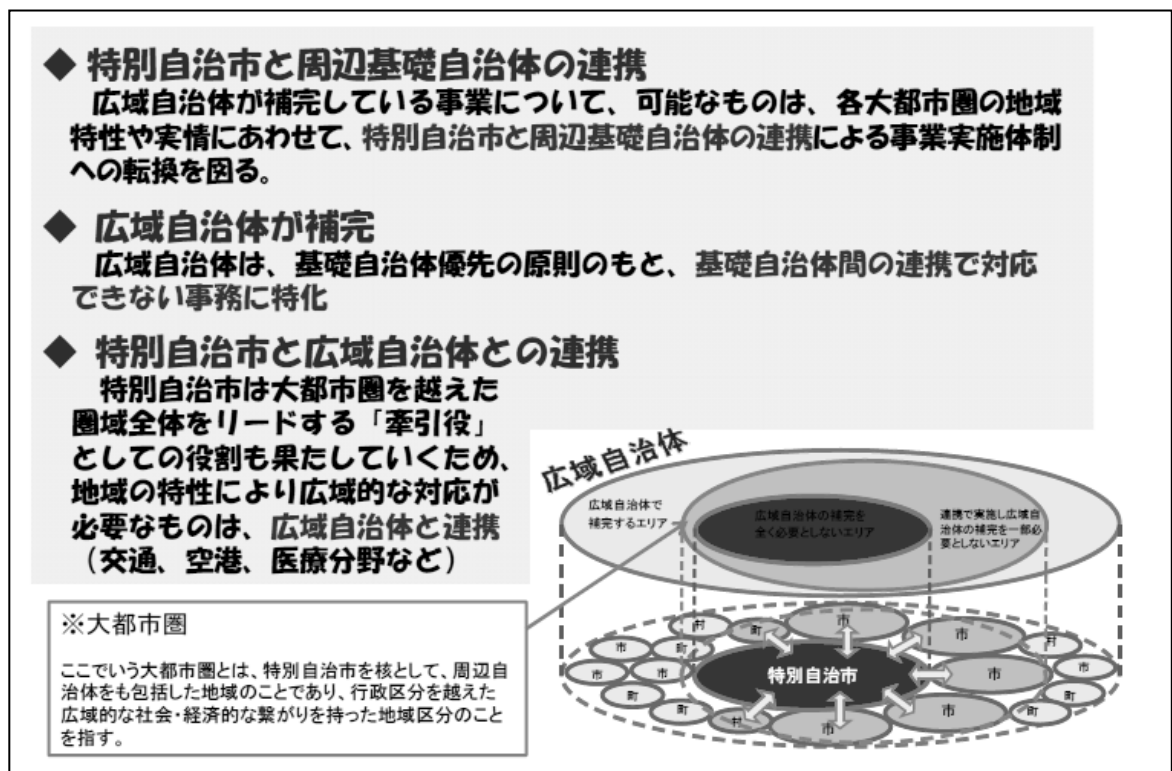 ◆ 特別自治市と周辺基礎自治体の連携
広域自治体が補完している事業について、可能なものは、各大都市圏の地域
特性や実情にあわせて、特別自治市と周辺基礎自治体の連携による事業実施体制
への転換を図る。
◆ 広域自治体が補完
広域自治体は、基礎自治体優先の原則のもと、基礎自治体間の連携で対応
できない事務に特化
◆ 特別自治市と広域自治体との連携
特別自治市は大都市圏を越えた
圏域全体をリードする「牽引役」
としての役割も果たしていくため、
地域の特性により広域的な対応が
必要なものは、広域自治体と連携
（交通、空港、医療分野など）
広域自治体
広域自治体で
補完するエリア
広域自治体の補完を
全く必要としないエリア
連携で実施し広域自
治体の補完を一部必
要としないエリア
※大都市圏
ここでいう大都市圏とは、特別自治市を核として、周辺自
治体をも包括した地域のことであり、行政区分を越えた
広域的な社会・経済的な繋がりを持った地域区分のこと
を指す。
村
町
市
市
村
市
町
市
市
市
特別自治市
市
町
町
村
市
市
町
町